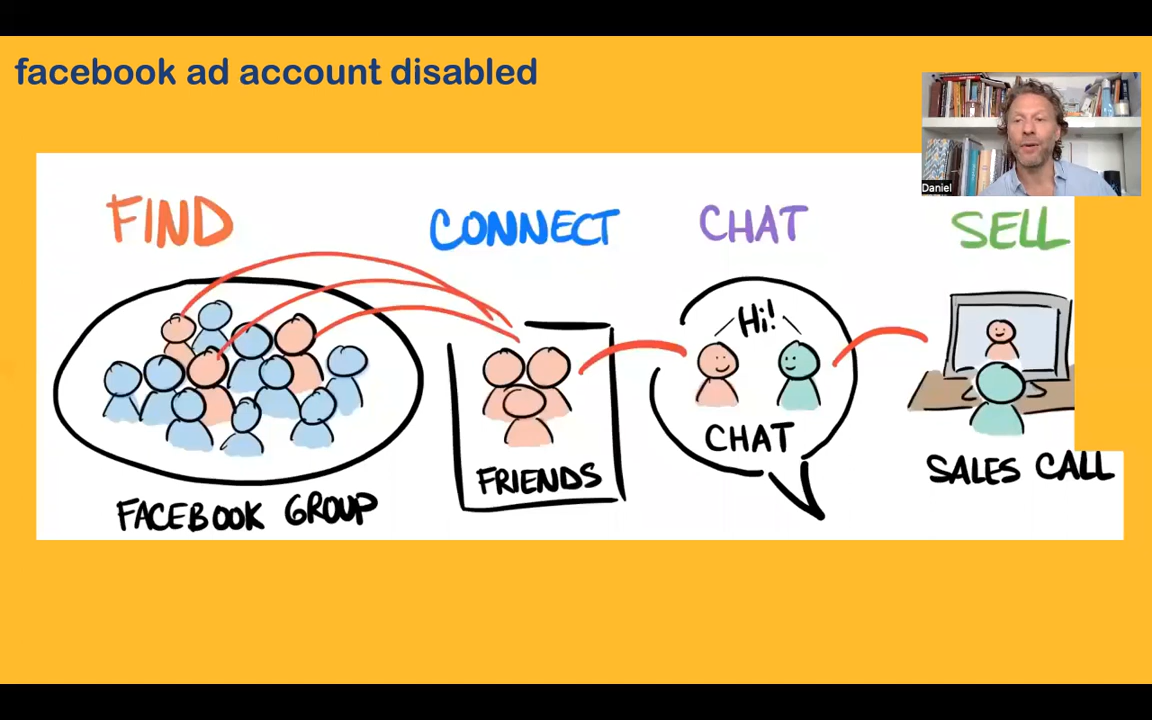 facebook ad account disabled
Daniel
FIND
CONNECT
CHAT
SELL
Hi!
CHAT
FRIENDS
SALES CALL
FACEBOOK GROUP